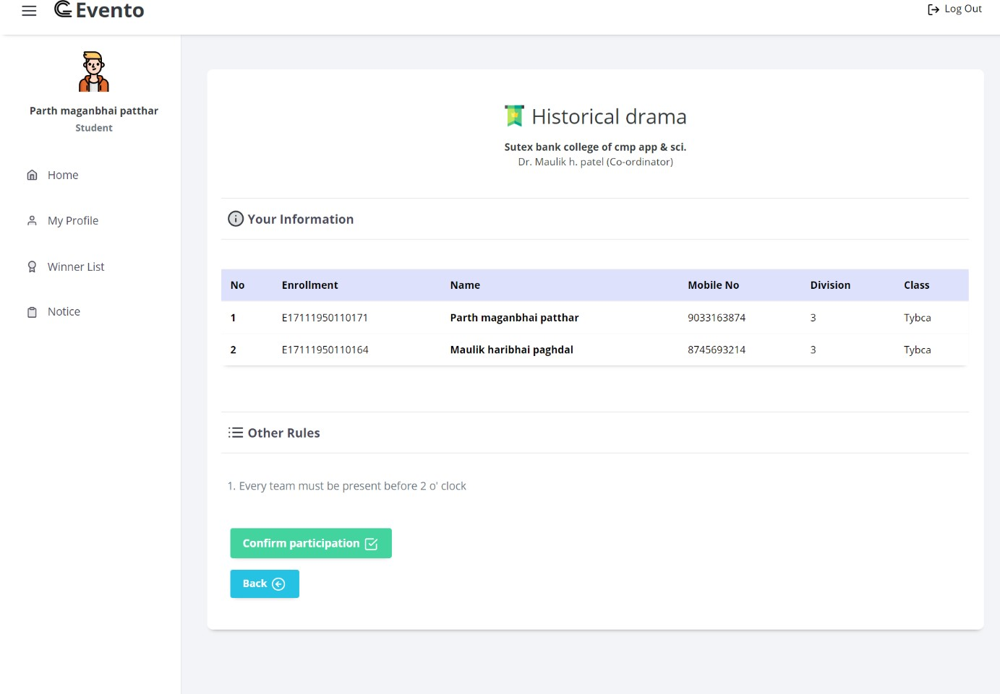 Evento
Log Out
Parth maganbhai patthar
Student
Home
My Profile
Winner List
Notice
Historical drama
Sutex bank college of cmp app & sci.
Dr. Maulik h. patel (Co-ordinator)
Your Information
No Enrollment Name Mobile No Division Class
1 E17111950110171 Parth maganbhai patthar 9033163874 3 Tybca
2 E17111950110164 Maulik haribhai paghdal 8745693214 3 Tybca
Other Rules
1. Every team must be present before 2 o' clock
Confirm participation
Back